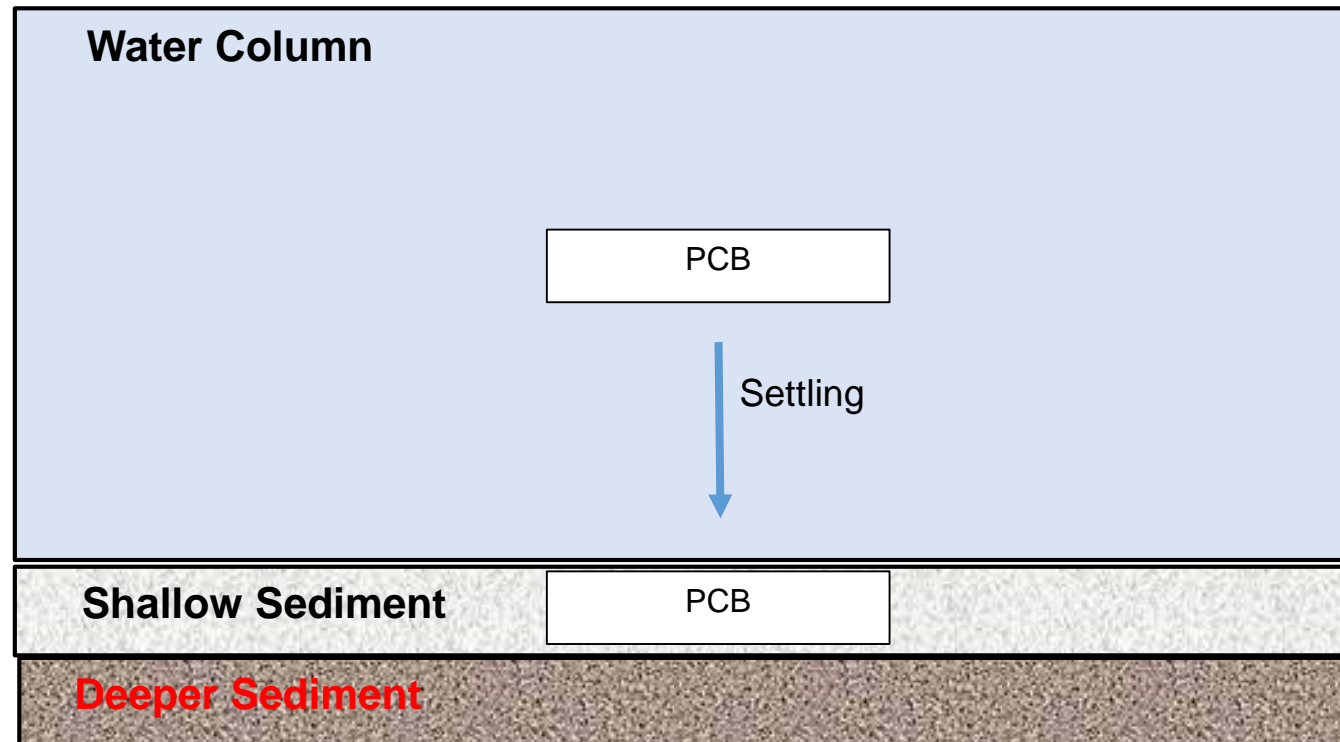 Water Column
PCB
Settling
Shallow Sediment
PCB
Deeper Sediment